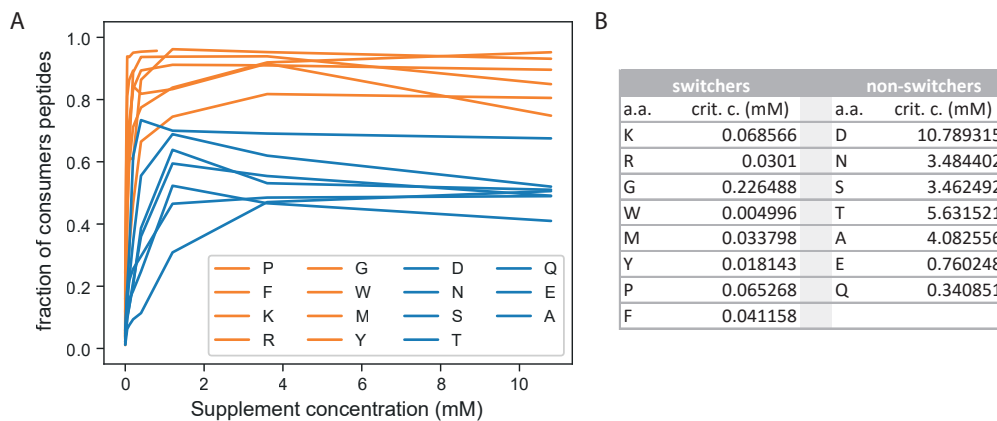 A
fraction of consumers peptides
1.0
0.8
0.6
0.4
0.2
0.0
0 2 4 6 8 10
Supplement concentration (mM)
P G D Q
F W N E
K M S A
R Y T
B
switchers non-switchers
a.a. crit. c. (mM) a.a. crit. c. (mM)
K 0.068566 D 10.789315
R 0.0301 N 3.484402
G 0.226488 S 3.462492
W 0.004996 T 5.631521
M 0.033798 A 4.082556
Y 0.018143 E 0.760248
P 0.065268 Q 0.340851
F 0.041158